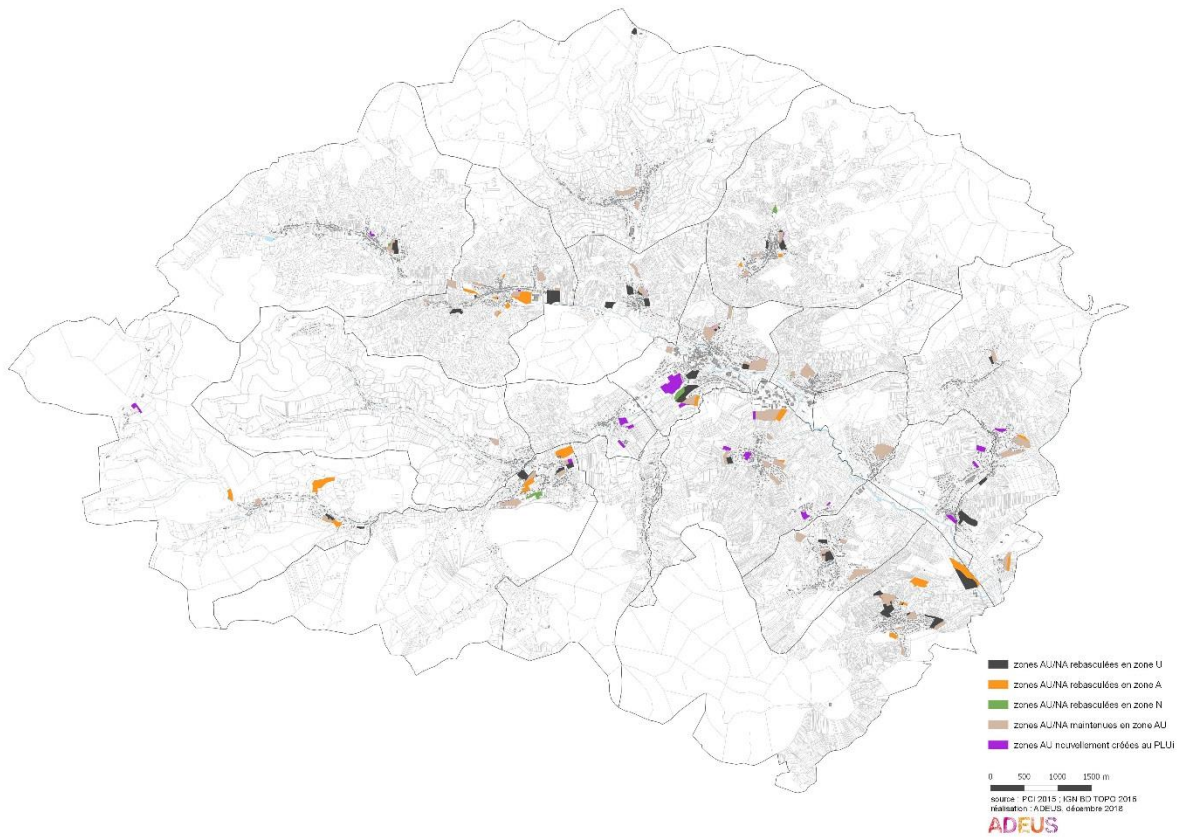 zones AU/NA rebasculées en zone U
zones AU/NA rebasculées en zone A
zones AU/NA rebasculées en zone N
zones AU/NA maintenues en zone AU
zones AU nouvellement créées au PLUi
0 500 1000 1500 m
source : PCI 2015 ; IGN BD TOPO 2016
réalisation : ADEUS, décembre 2018
ADEUS